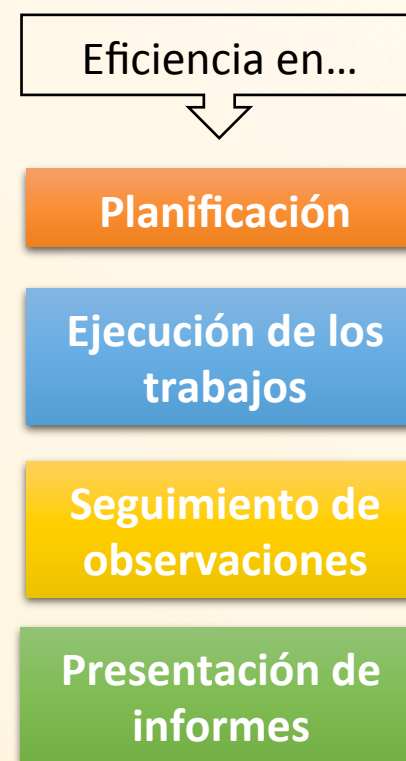 Eficiencia en…
Planificación
Ejecución de los
trabajos
Seguimiento de
observaciones
Presentación de
informes